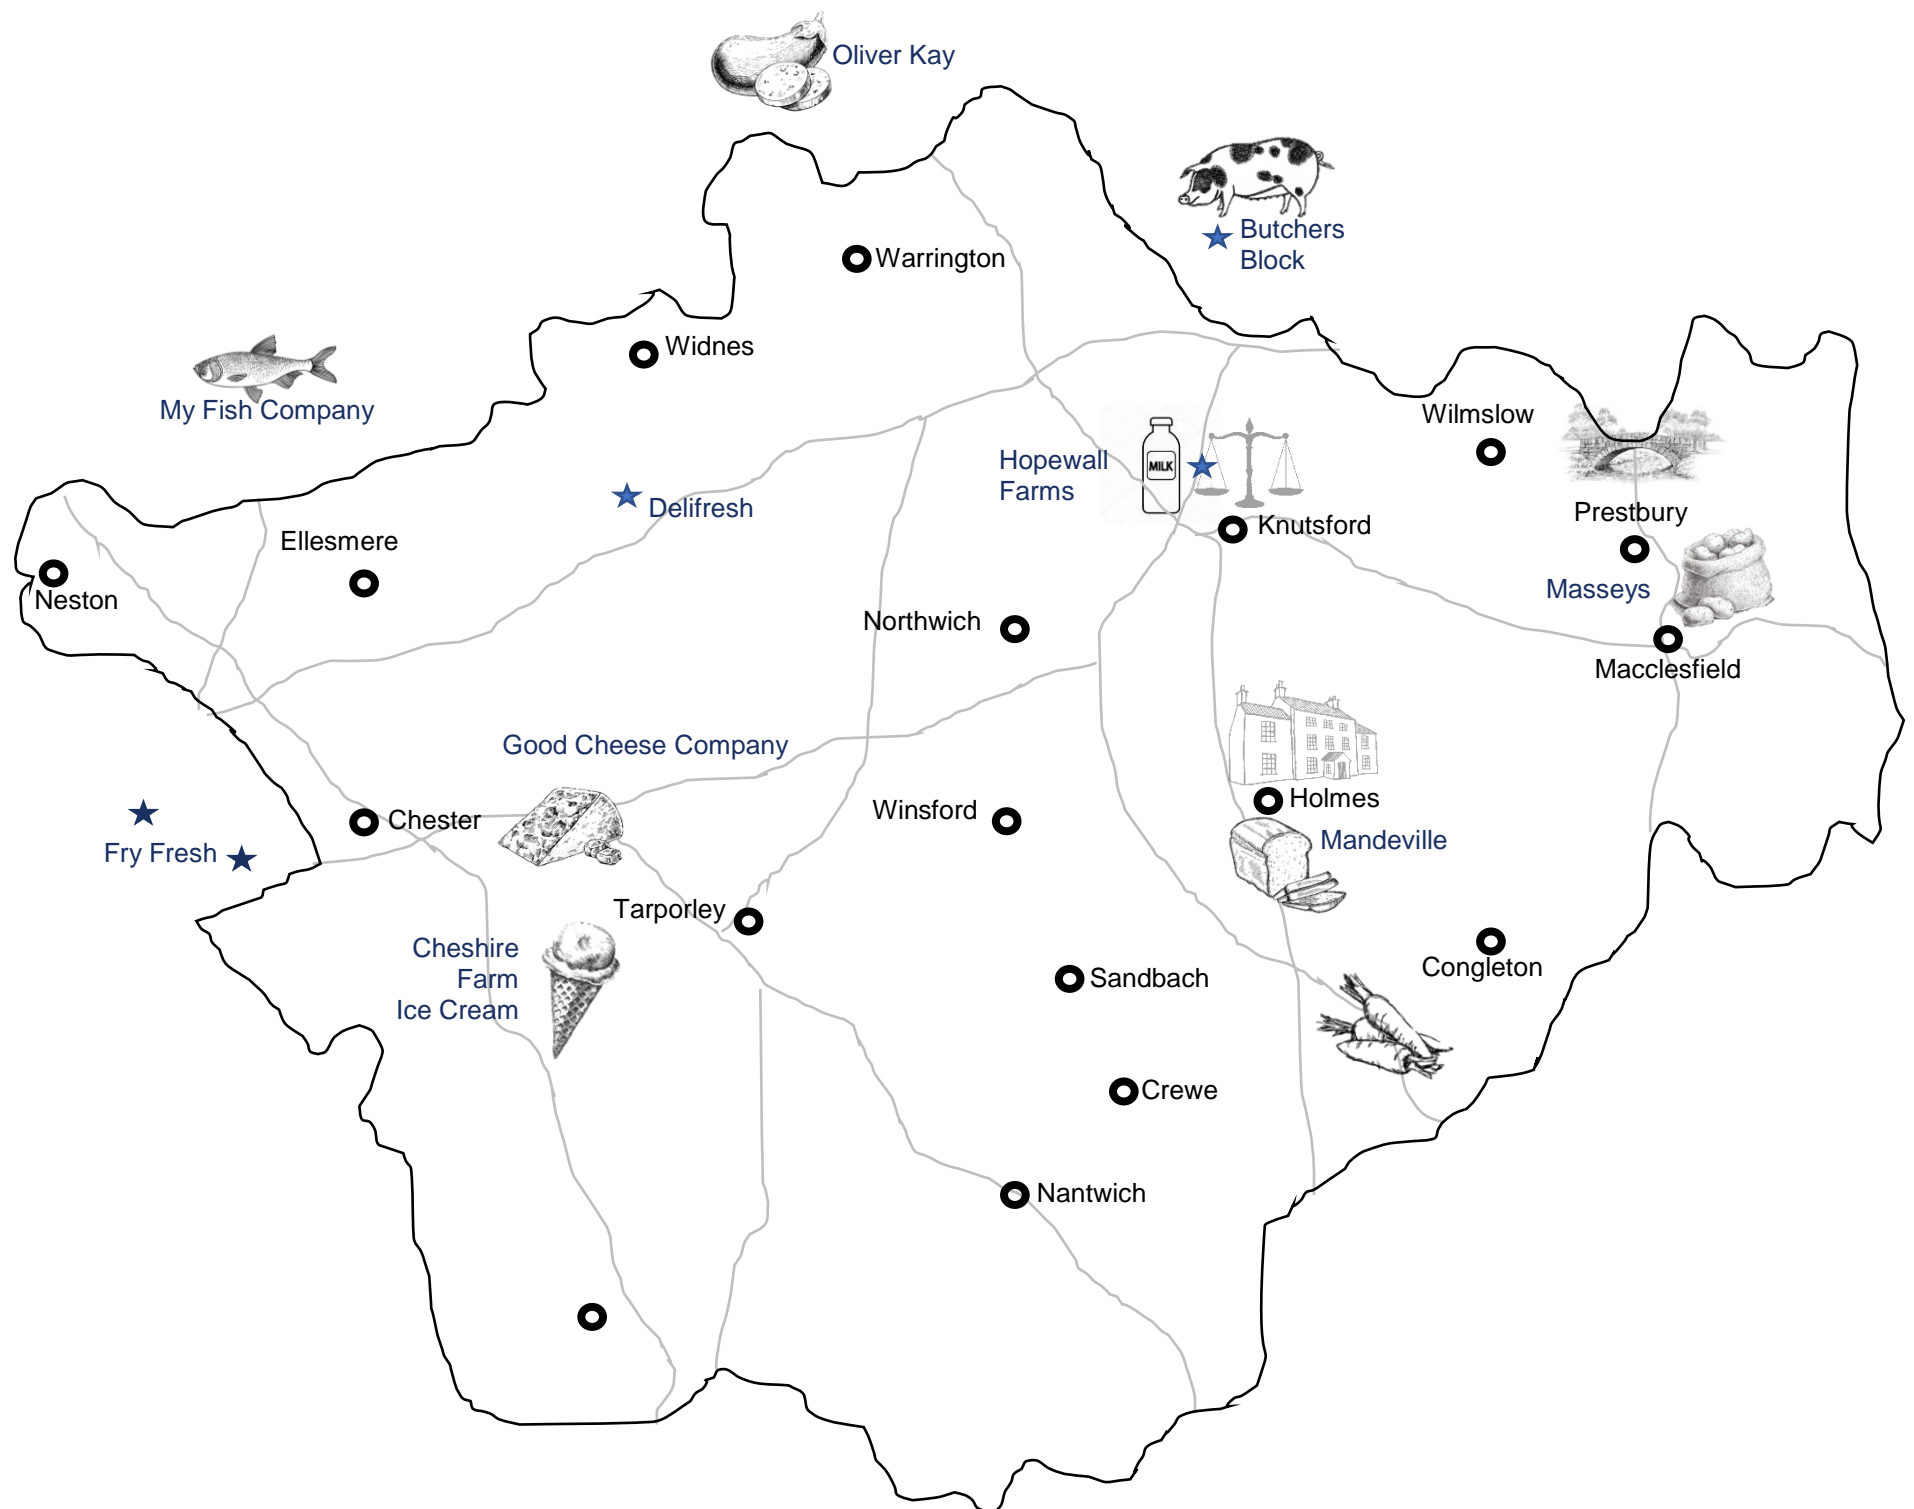 Oliver Kay
Butchers
Block
Warrington
Widnes
My Fish Company
Wilmslow
Hopewall
Farms
MILK
Delifresh
Prestbury
Knutsford
Ellesmere
Masseys
Neston
Northwich
Macclesfield
Good Cheese Company
Holmes
Winsford
Chester
Mandeville
Fry Fresh
Tarporley
Cheshire
Farm
Ice Cream
Congleton
Sandbach
Crewe
Nantwich